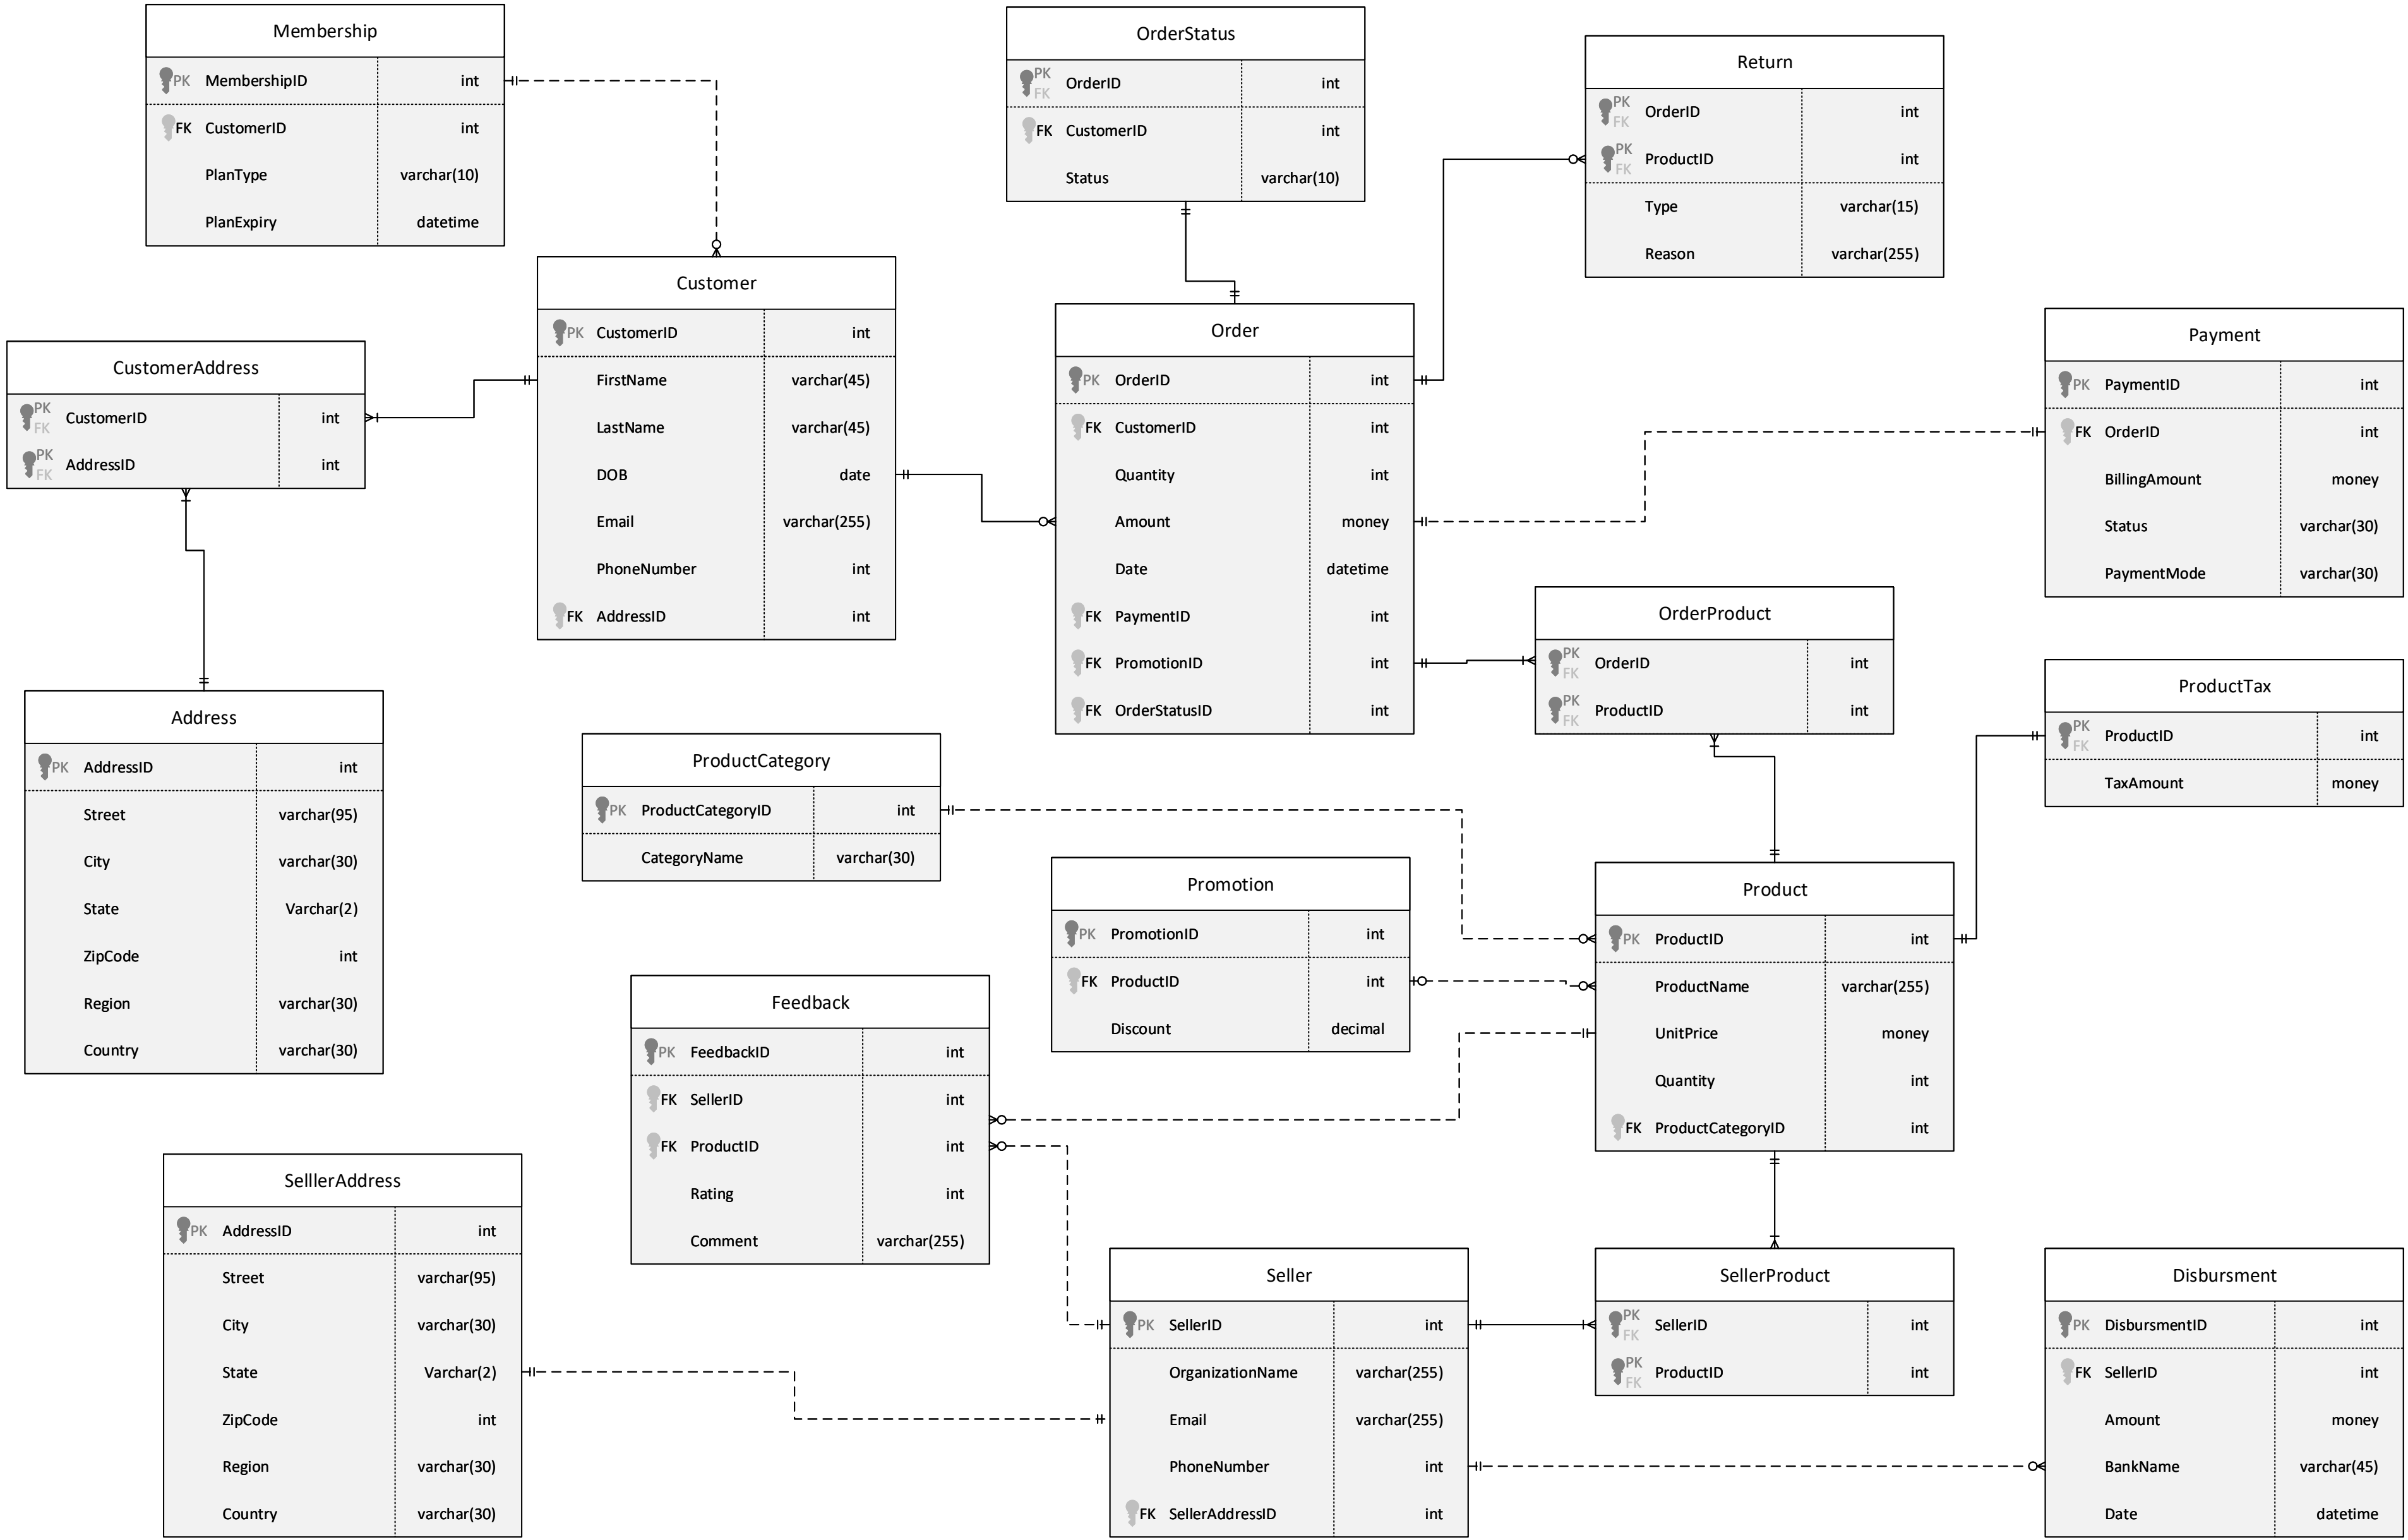 Membership
PK MembershipID int
FK CustomerID int
PlanType varchar(10)
PlanExpiry datetime
OrderStatus
PK FK OrderID int
FK CustomerID int
Status varchar(10)
Return
PK FK OrderID int
PK FK ProductID int
Type varchar(15)
Reason varchar(255)
Customer
PK CustomerID int
FirstName varchar(45)
LastName varchar(45)
DOB date
Email varchar(255)
PhoneNumber int
FK AddressID int
Order
PK OrderID int
FK CustomerID int
Quantity int
Amount money
Date datetime
FK PaymentID int
FK PromotionID int
FK OrderStatusID int
Payment
PK PaymentID int
FK OrderID int
BillingAmount money
Status varchar(30)
PaymentMode varchar(30)
CustomerAddress
PK FK CustomerID int
PK FK AddressID int
OrderProduct
PK FK OrderID int
PK FK ProductID int
ProductTax
PK FK ProductID int
TaxAmount money
Address
PK AddressID int
Street varchar(95)
City varchar(30)
State Varchar(2)
ZipCode int
Region varchar(30)
Country varchar(30)
ProductCategory
PK ProductCategoryID int
CategoryName varchar(30)
Promotion
PK PromotionID int
FK ProductID int
Discount decimal
Product
PK ProductID int
ProductName varchar(255)
UnitPrice money
Quantity int
FK ProductCategoryID int
Feedback
PK FeedbackID int
FK SellerID int
FK ProductID int
Rating int
Comment varchar(255)
SelllerAddress
PK AddressID int
Street varchar(95)
City varchar(30)
State Varchar(2)
ZipCode int
Region varchar(30)
Country varchar(30)
Seller
PK SellerID int
OrganizationName varchar(255)
Email varchar(255)
PhoneNumber int
FK SellerAddressID int
SellerProduct
PK FK SellerID int
PK FK ProductID int
Disbursment
PK DisbursmentID int
FK SellerID int
Amount money
BankName varchar(45)
Date datetime